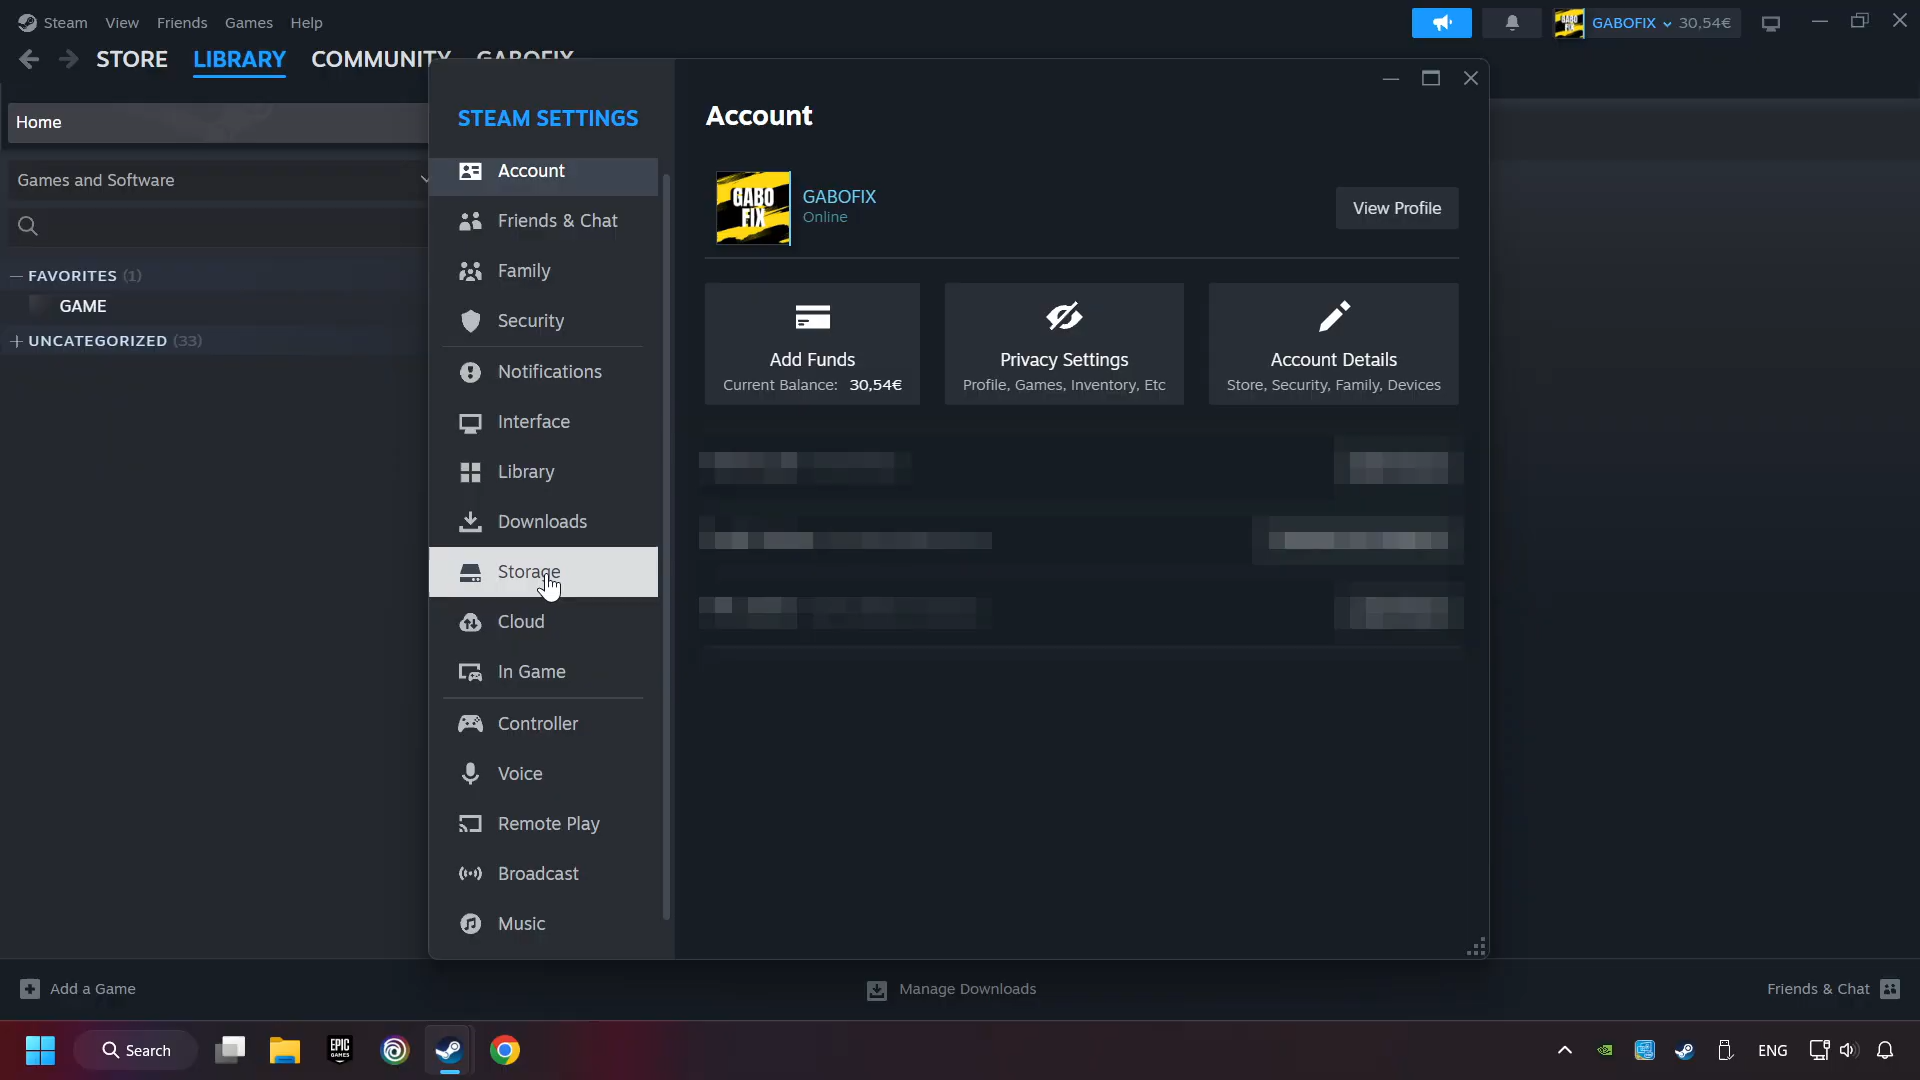 Steam View Friends Games Help
GABOFIX 30,54€
STORE LIBRARY COMMUNITY GABOFIX
Home
Games and Software
FAVORITES (1)
GAME
UNCATEGORIZED (33)
STEAM SETTINGS
Account
Friends & Chat
Family
Security
Notifications
Interface
Library
Downloads
Storage
Cloud
In Game
Controller
Voice
Remote Play
Broadcast
Music
Account
GABO
FIX
GABOFIX
Online
View Profile
Add Funds
Current Balance: 30,54€
Privacy Settings
Profile, Games, Inventory, Etc
Account Details
Store, Security, Family, Devices
Add a Game
Manage Downloads
Friends & Chat
Search
EPIC
GAMES
ENG